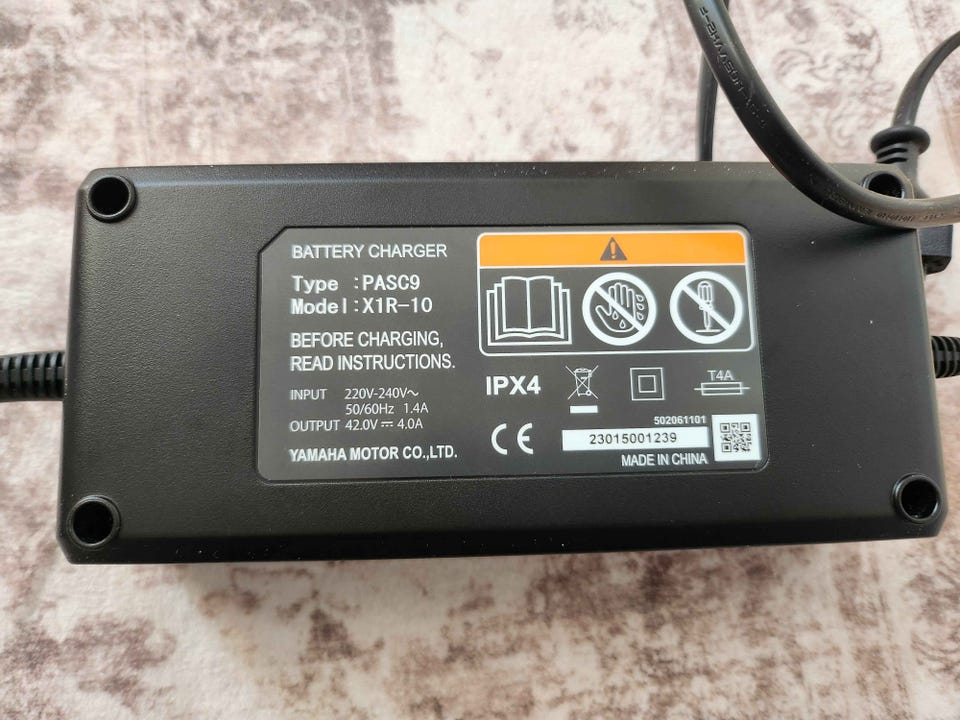 BATTERY CHARGER
Type :PASC9
Model:X1R-10
BEFORE CHARGING,
READ INSTRUCTIONS.
INPUT 220V-240V～
50/60Hz 1.4A
OUTPUT 42.0V⎓4.0A
YAMAHA MOTOR CO.,LTD.
IPX4
T4A
CE
502061101
23015001239
MADE IN CHINA